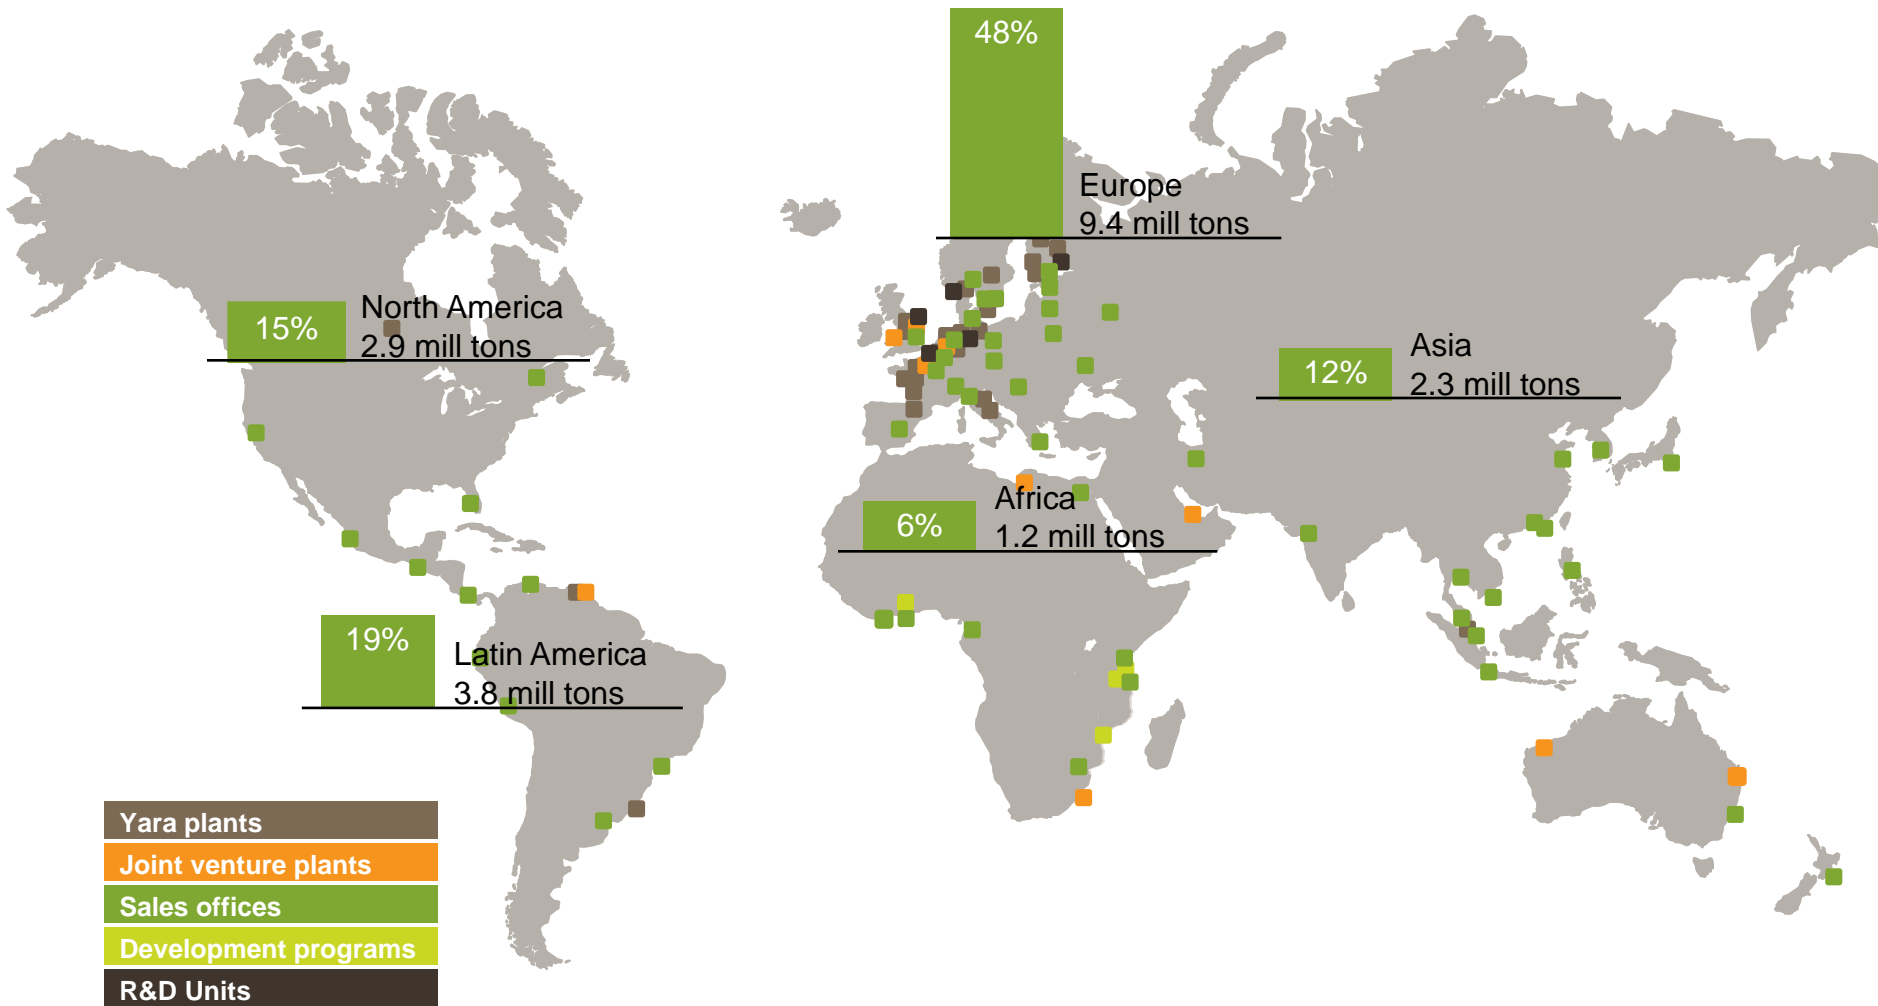 48%
Europe
9.4 mill tons
15%
North America
2.9 mill tons
12%
Asia
2.3 mill tons
6%
Africa
1.2 mill tons
19%
Latin America
3.8 mill tons
Yara plants
Joint venture plants
Sales offices
Development programs
R&D Units